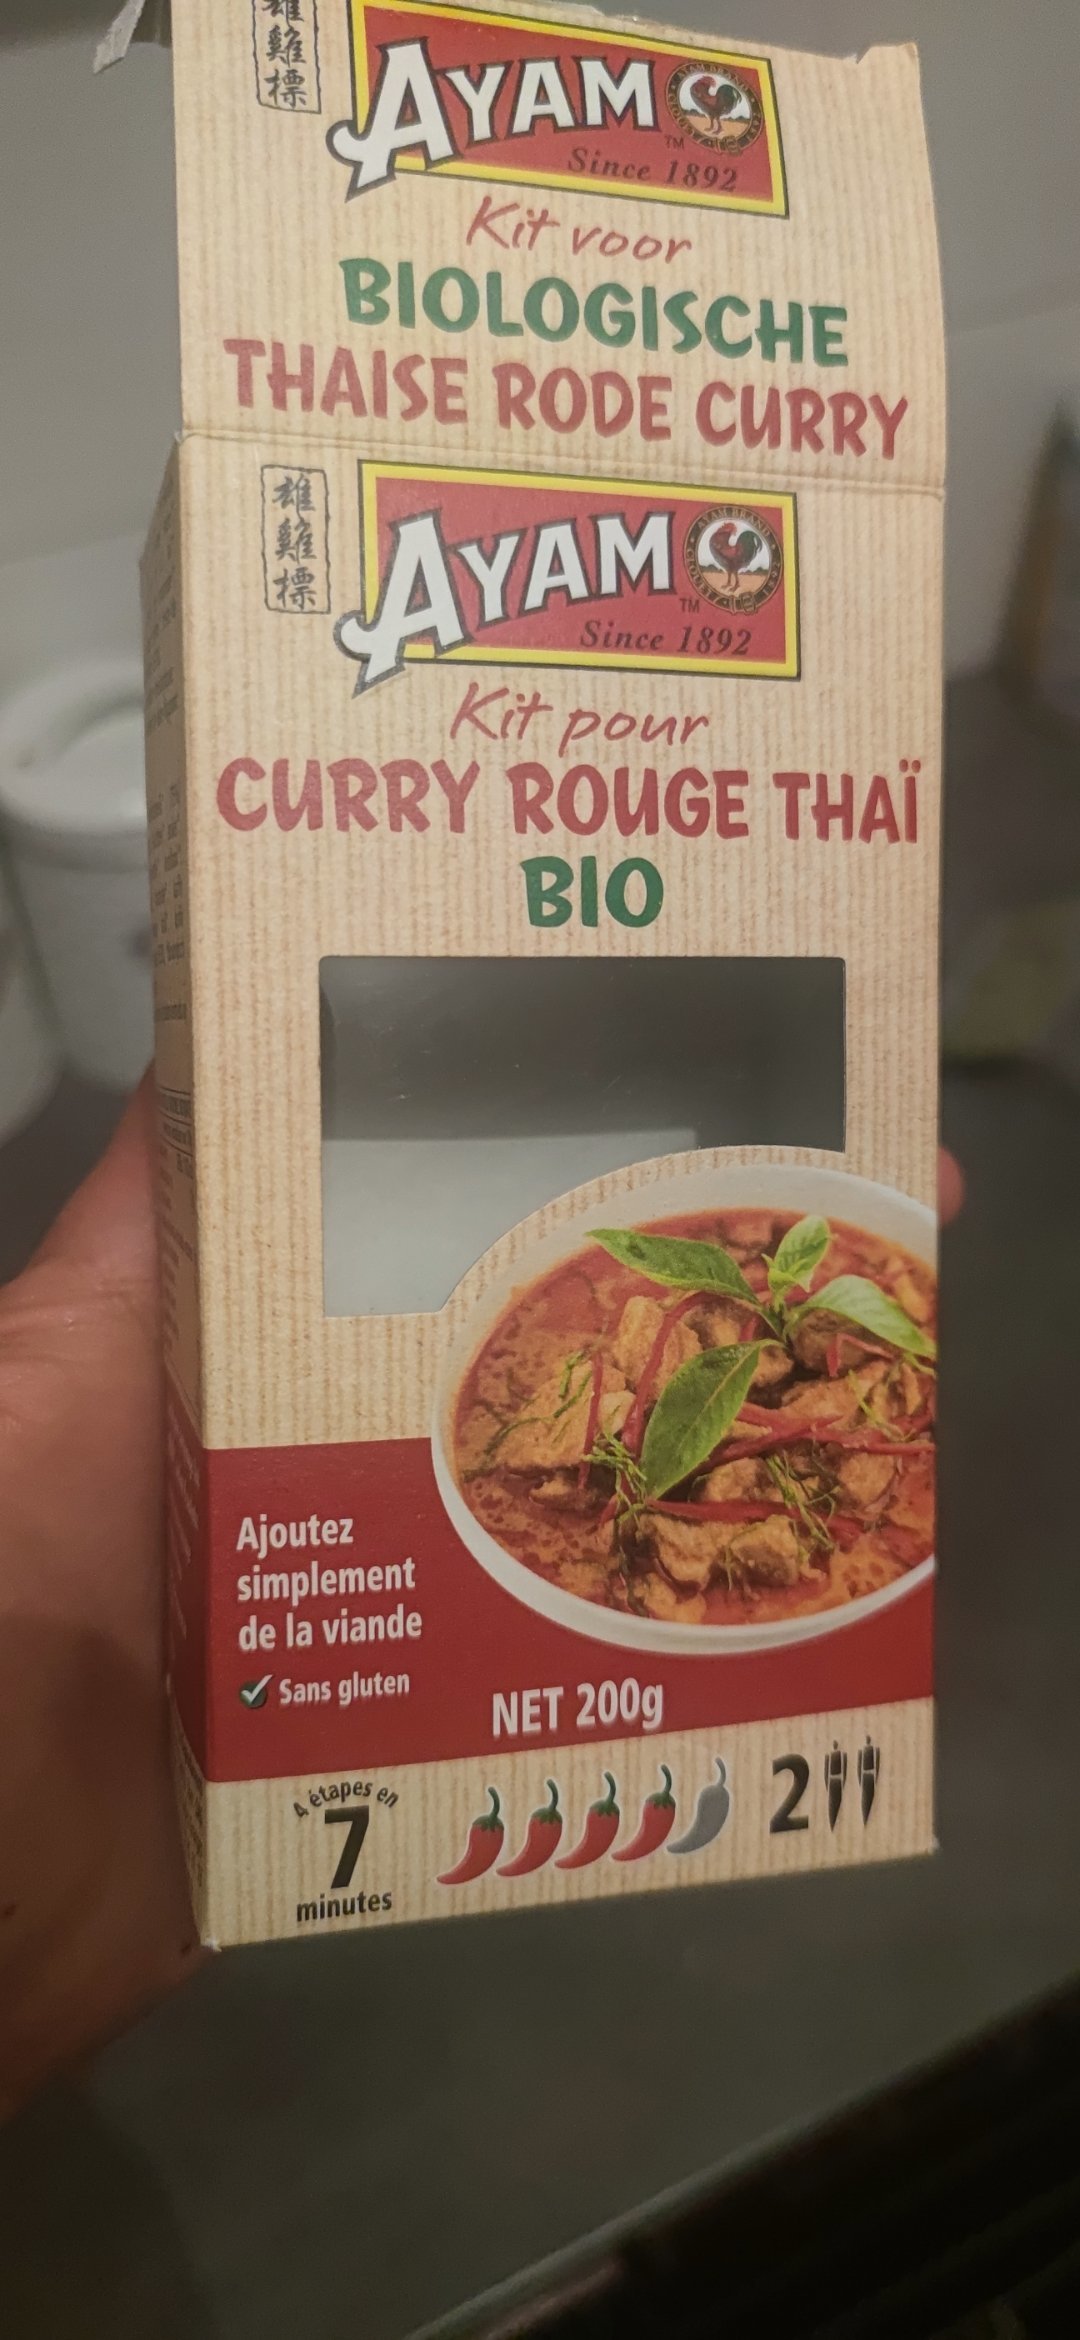 雄雞標
AYAM
TM
Since 1892
Kit voor
BIOLOGISCHE
THAISE RODE CURRY
雄雞標
AYAM
AYAM BRAND
TM
Since 1892
Kit pour
CURRY ROUGE THAÏ
BIO
Ajoutez
simplement
de la viande
Sans gluten
NET 200g
4 étapes en
7
minutes
2